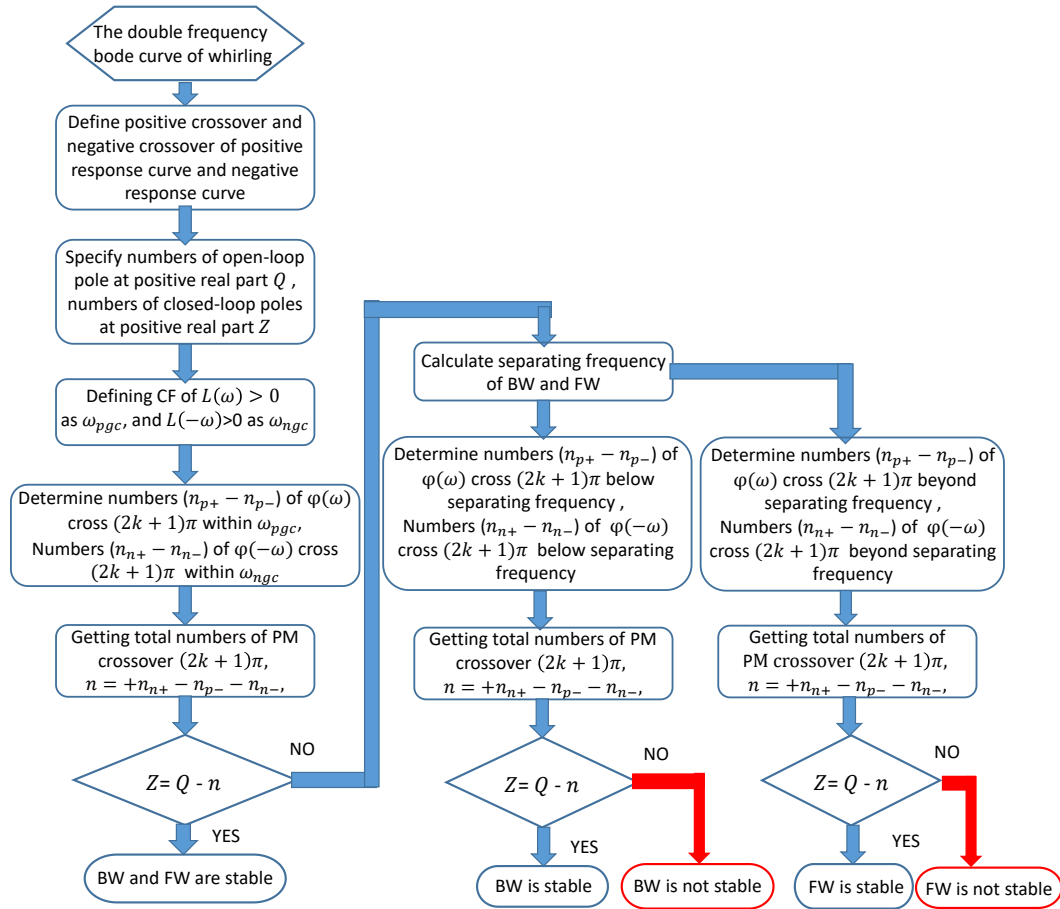 The double frequency
bode curve of whirling
Define positive crossover and
negative crossover of positive
response curve and negative
response curve
Specify numbers of open-loop
pole at positive real part Q ,
numbers of closed-loop poles
at positive real part Z
Defining CF of L(ω) > 0
as ω_pgc, and L(−ω)>0 as ω_ngc
Determine numbers (n_p+ − n_p−) of φ(ω)
cross (2k + 1)π within ω_pgc,
Numbers (n_n+ − n_n−) of φ(−ω) cross
(2k + 1)π within ω_ngc
Getting total numbers of PM
crossover (2k + 1)π,
n = +n_n+ − n_p− − n_n−,
Z= Q - n
NO
YES
BW and FW are stable
Calculate separating frequency
of BW and FW
Determine numbers (n_p+ − n_p−) of
φ(ω) cross (2k + 1)π below
separating frequency ,
Numbers (n_n+ − n_n−) of φ(−ω)
cross (2k + 1)π below separating
frequency
Getting total numbers of PM
crossover (2k + 1)π,
n = +n_n+ − n_p− − n_n−,
Z= Q - n
NO
YES
BW is stable
BW is not stable
Determine numbers (n_p+ − n_p−) of
φ(ω) cross (2k + 1)π beyond
separating frequency ,
Numbers (n_n+ − n_n−) of φ(−ω)
cross (2k + 1)π beyond separating
frequency
Getting total numbers of
PM crossover (2k + 1)π,
n = +n_n+ − n_p− − n_n−,
Z= Q - n
NO
YES
FW is stable
FW is not stable